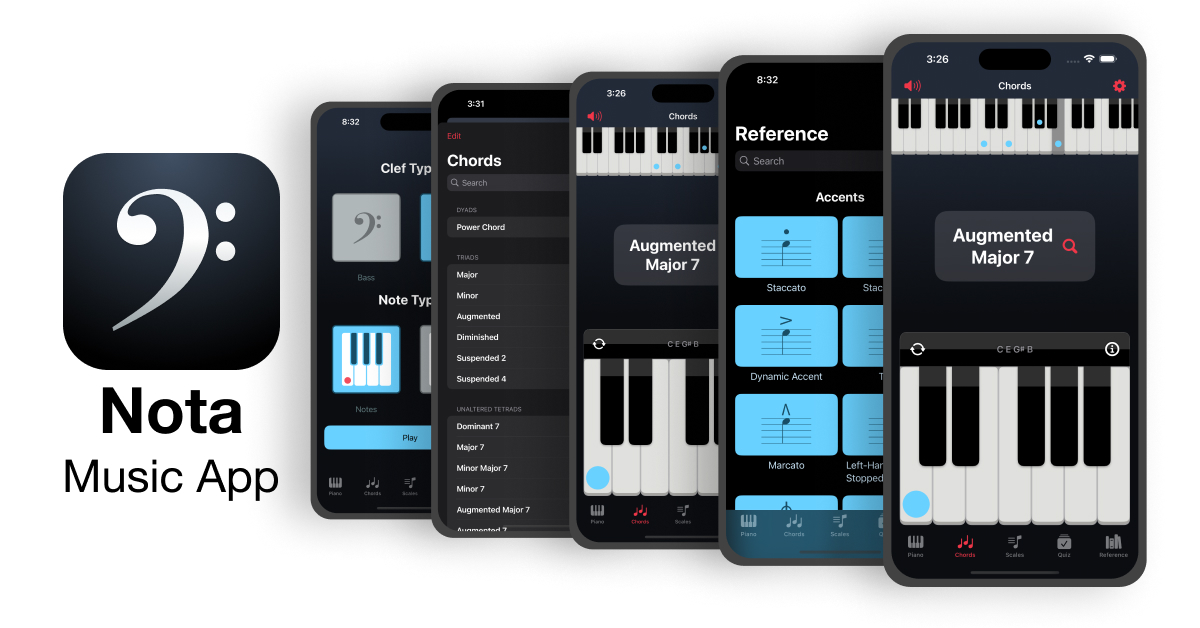 Nota
Music App
8:32
Clef Typ
Bass
Note Typ
Notes
Play
Piano
Chords
Scales
3:31
Edit
Chords
Search
DYADS
Power Chord
TRIADS
Major
Minor
Augmented
Diminished
Suspended 2
Suspended 4
UNALTERED TETRADS
Dominant 7
Major 7
Minor Major 7
Minor 7
Augmented Major 7
Augmented 7
3:26
Chords
Augmented
Major 7
C E G# B
Piano
Chords
Scales
8:32
Reference
Search
Accents
Staccato
Stac
Dynamic Accent
T
Marcato
Left-Har
Stopped
Piano
Chords
Scales
Q
3:26
Chords
Augmented
Major 7
C E G# B
Piano
Chords
Scales
Quiz
Reference